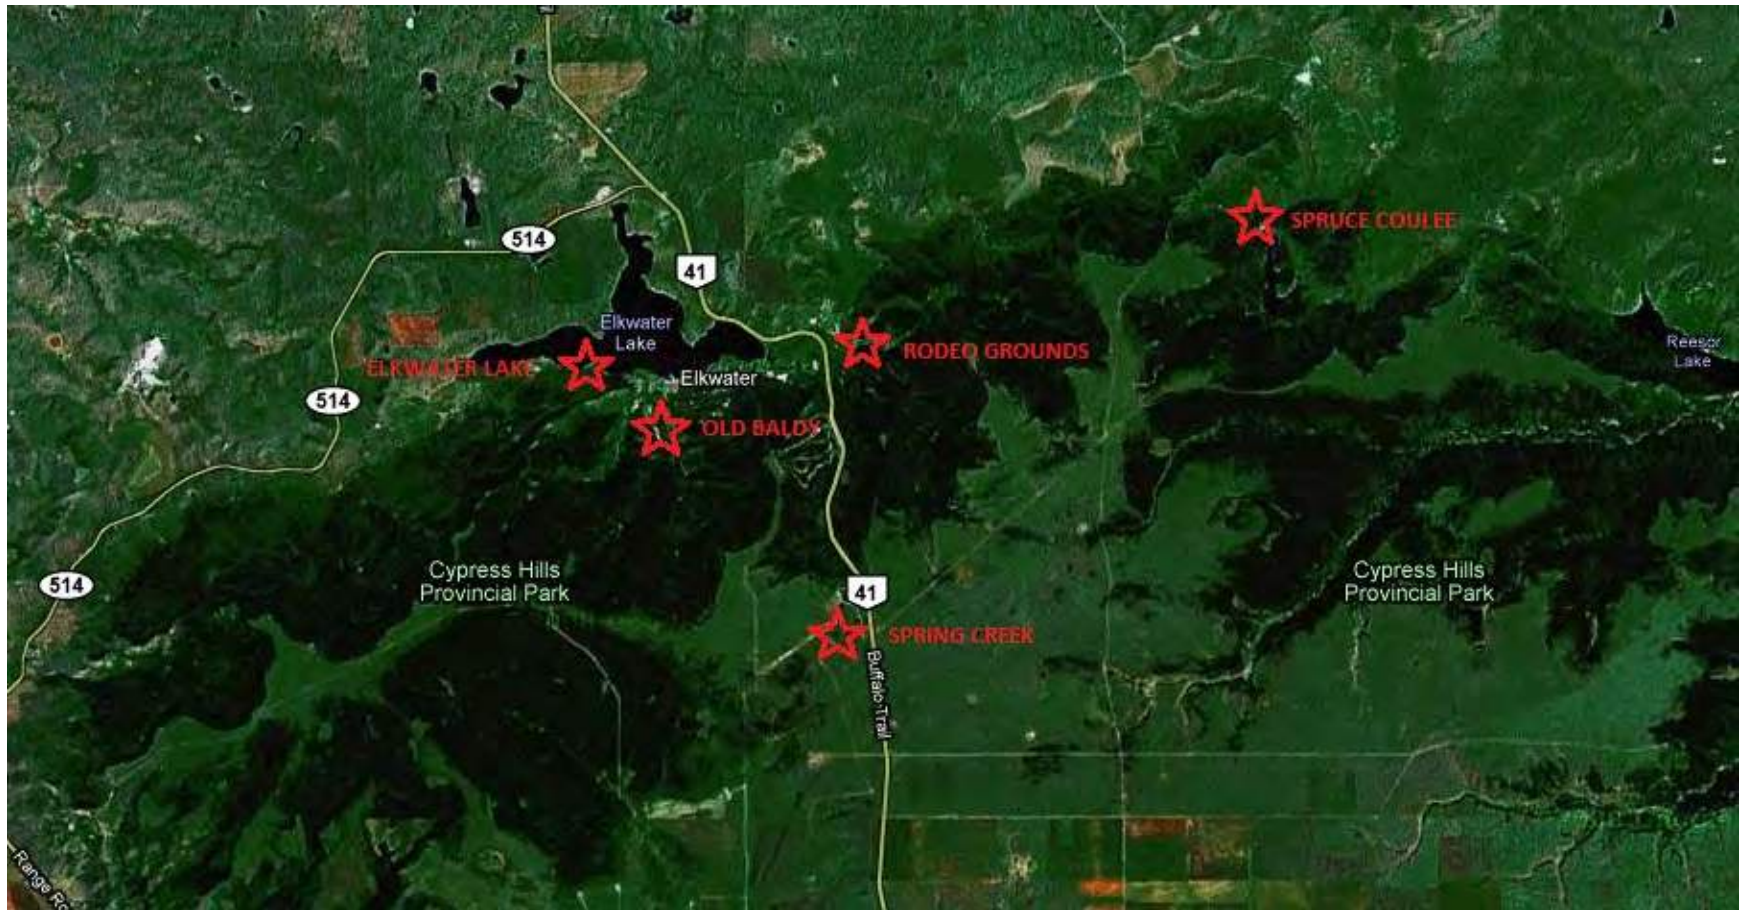 SPRUCE COULEE
514
41
Elkwater
Lake
Reesor
Lake
RODEO GROUNDS
ELKWATER LAKE
Elkwater
514
OLD BALDY
Cypress Hills
Provincial Park
Cypress Hills
Provincial Park
514
41
SPRING CREEK
Buffalo Trail
Range